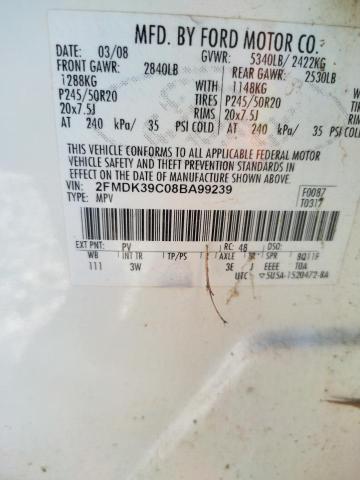 MFD. BY FORD MOTOR CO.
DATE: 03/08 GVWR: 5340LB/ 2422KG
FRONT GAWR: 2840LB REAR GAWR: 2530LB
1288KG WITH 1148KG WITH
P245/50R20 TIRES P245/50R20
20x7.5J RIMS 20x7.5J
AT 240 kPa/ 35 PSI COLD AT 240 kPa/ 35 PSI COLD
THIS VEHICLE CONFORMS TO ALL APPLICABLE FEDERAL MOTOR
VEHICLE SAFETY AND THEFT PREVENTION STANDARDS IN EFFECT
ON THE DATE OF MANUFACTURE SHOWN ABOVE.
VIN: 2FMDK39C08BA99239 F0087
TYPE: MPV T0317
EXT PNT: PV RC: 48 DSO:
WB INT TR TP/PS AXLE SPR
111 3W 3E J EEEE
UTC